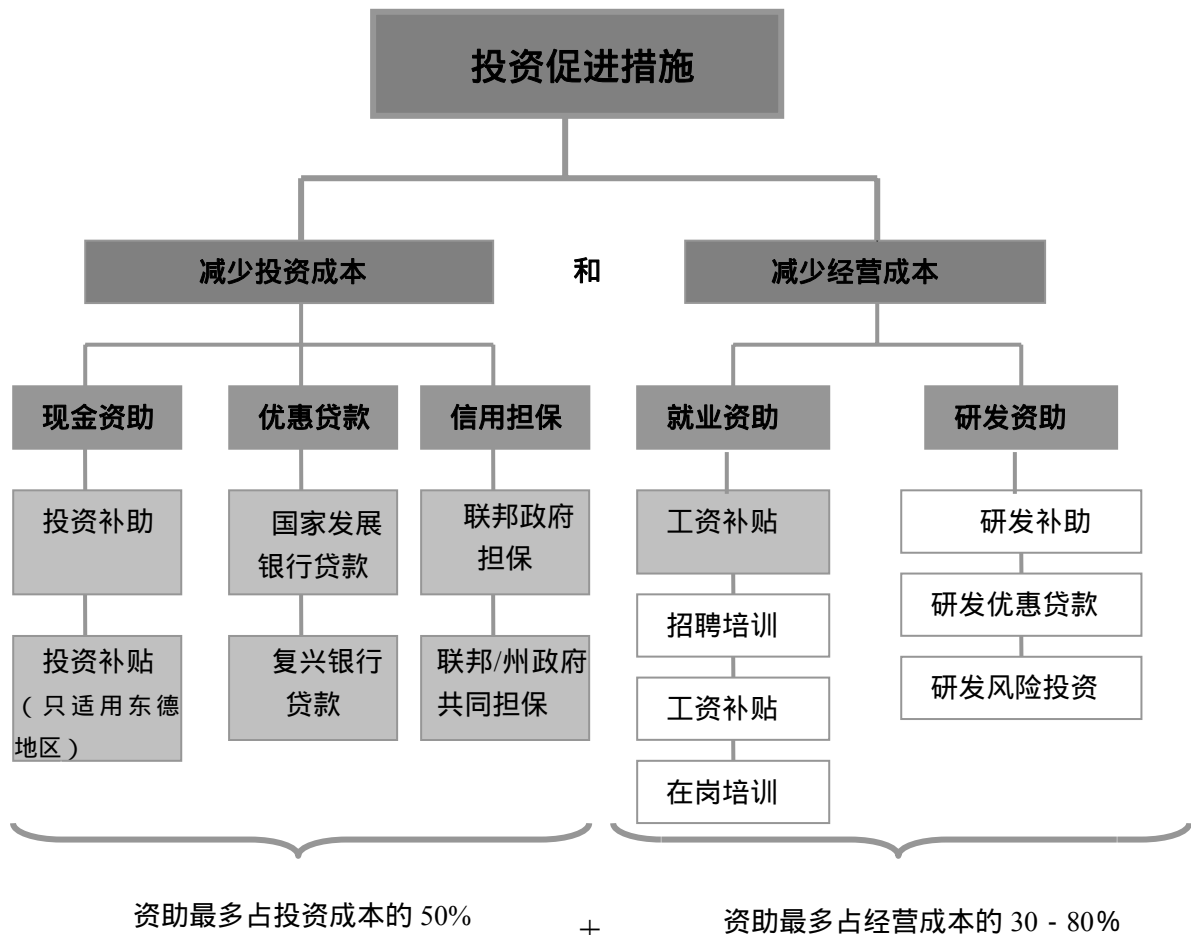 投资促进措施
减少投资成本
和
减少经营成本
现金资助
优惠贷款
信用担保
就业资助
研发资助
投资补助
国家发展
银行贷款
联邦政府
担保
工资补贴
研发补助
投资补贴
（只适用东德
地区）
复兴银行
贷款
联邦/州政府
共同担保
招聘培训
工资补贴
在岗培训
研发优惠贷款
研发风险投资
资助最多占投资成本的 50%
+
资助最多占经营成本的 30 - 80%